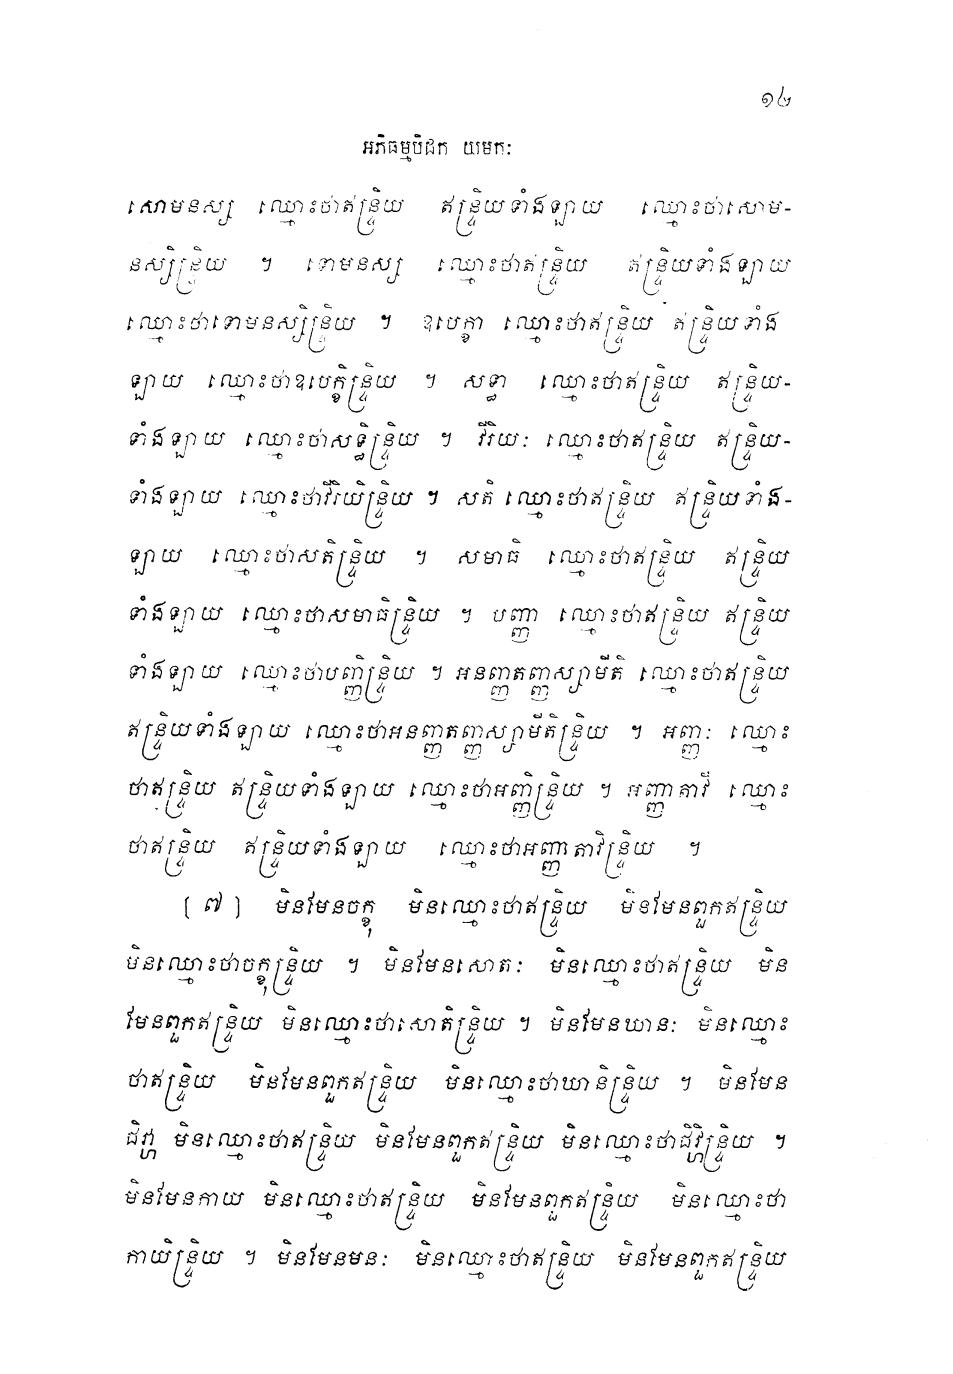 ១៤
អភិធម្មបិដក យមកៈ
សោមនស្ស ឈ្មោះថាឥន្ទ្រិយ ឥន្ទ្រិយទាំងឡាយ ឈ្មោះថាសោម-
នស្សិន្ទ្រិយ ។ ទោមនស្ស ឈ្មោះថាឥន្ទ្រិយ ឥន្ទ្រិយទាំងឡាយ
ឈ្មោះថាទោមនស្សិន្ទ្រិយ ។ ឧបេក្ខា ឈ្មោះថាឥន្ទ្រិយ ឥន្ទ្រិយទាំង
ឡាយ ឈ្មោះថាឧបេក្ខិន្ទ្រិយ ។ សទ្ធា ឈ្មោះថាឥន្ទ្រិយ ឥន្ទ្រិយ-
ទាំងឡាយ ឈ្មោះថាសទ្ធិន្ទ្រិយ ។ វីរិយៈ ឈ្មោះថាឥន្ទ្រិយ ឥន្ទ្រិយ-
ទាំងឡាយ ឈ្មោះថាវីរិយិន្ទ្រិយ ។ សតិ ឈ្មោះថាឥន្ទ្រិយ ឥន្ទ្រិយទាំង-
ឡាយ ឈ្មោះថាសតិន្ទ្រិយ ។ សមាធិ ឈ្មោះថាឥន្ទ្រិយ ឥន្ទ្រិយ
ទាំងឡាយ ឈ្មោះថាសមាធិន្ទ្រិយ ។ បញ្ញា ឈ្មោះថាឥន្ទ្រិយ ឥន្ទ្រិយ
ទាំងឡាយ ឈ្មោះថាបញ្ញិន្ទ្រិយ ។ អនញ្ញតញ្ញស្សាមីតិ ឈ្មោះថាឥន្ទ្រិយ
ឥន្ទ្រិយទាំងឡាយ ឈ្មោះថាអនញ្ញតញ្ញស្សាមីតិន្ទ្រិយ ។ អញ្ញៈ ឈ្មោះ
ថាឥន្ទ្រិយ ឥន្ទ្រិយទាំងឡាយ ឈ្មោះថាអញ្ញិន្ទ្រិយ ។ អញ្ញាតាវី ឈ្មោះ
ថាឥន្ទ្រិយ ឥន្ទ្រិយទាំងឡាយ ឈ្មោះថាអញ្ញាតាវិន្ទ្រិយ ។
[ ៧ ] មិនមែនចក្ខុ មិនឈ្មោះថាឥន្ទ្រិយ មិនមែនពួកឥន្ទ្រិយ
មិនឈ្មោះថាចក្ខុន្ទ្រិយ ។ មិនមែនសោតៈ មិនឈ្មោះថាឥន្ទ្រិយ មិន
មែនពួកឥន្ទ្រិយ មិនឈ្មោះថាសោតិន្ទ្រិយ ។ មិនមែនឃានៈ មិនឈ្មោះ
ថាឥន្ទ្រិយ មិនមែនពួកឥន្ទ្រិយ មិនឈ្មោះថាឃានិន្ទ្រិយ ។ មិនមែន
ជិវ្ហា មិនឈ្មោះថាឥន្ទ្រិយ មិនមែនពួកឥន្ទ្រិយ មិនឈ្មោះថាជិវ្ហិន្ទ្រិយ ។
មិនមែនកាយ មិនឈ្មោះថាឥន្ទ្រិយ មិនមែនពួកឥន្ទ្រិយ មិនឈ្មោះថា
កាយិន្ទ្រិយ ។ មិនមែនមនៈ មិនឈ្មោះថាឥន្ទ្រិយ មិនមែនពួកឥន្ទ្រិយ